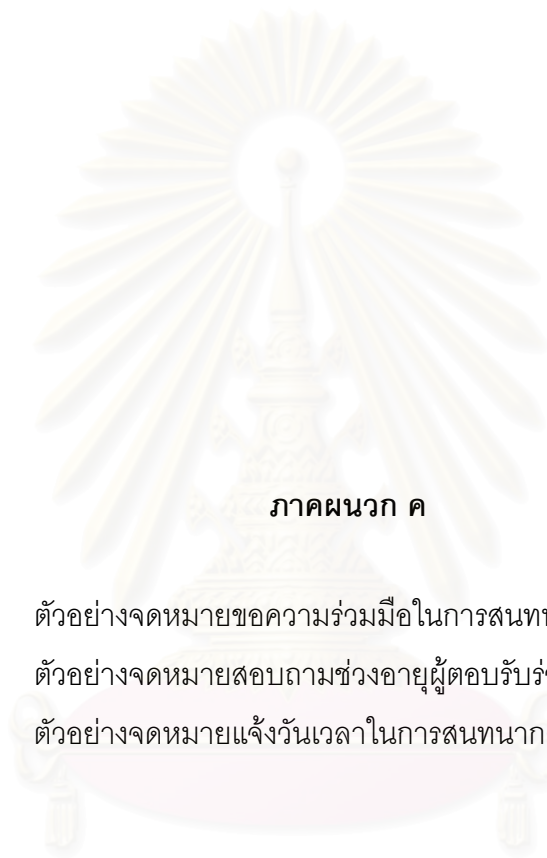 ภาคผนวก ค
ตัวอย่างจดหมายขอความร่วมมือในการสนท
ตัวอย่างจดหมายสอบถามช่วงอายุผู้ตอบรับร่
ตัวอย่างจดหมายแจ้งวันเวลาในการสนทนาก